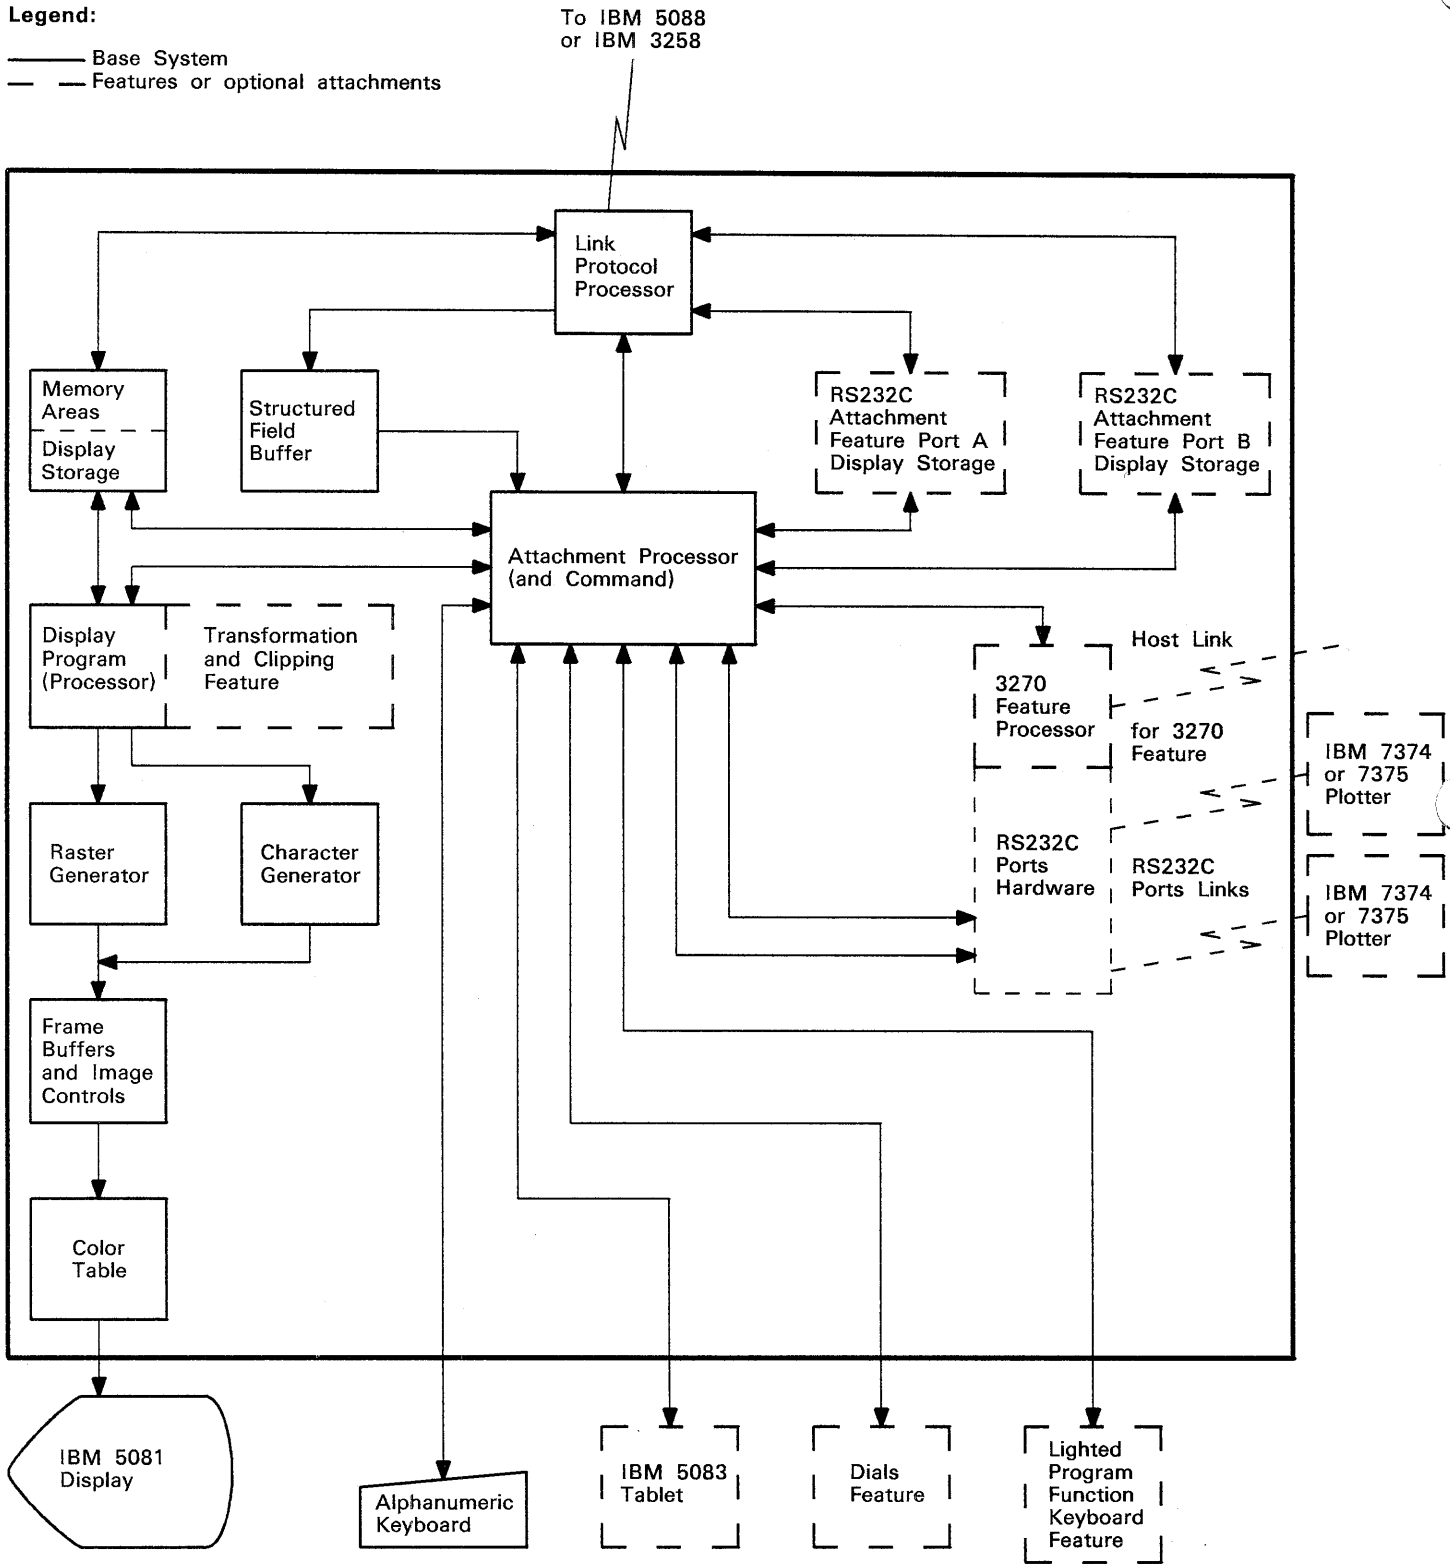 Legend:
Base System
Features or optional attachments
To IBM 5088
or IBM 3258
Link
Protocol
Processor
Memory
Areas
Display
Storage
Structured
Field
Buffer
RS232C
Attachment
Feature Port A
Display Storage
RS232C
Attachment
Feature Port B
Display Storage
Attachment Processor
(and Command)
Display
Program
(Processor)
Transformation
and Clipping
Feature
3270
Feature
Processor
Host Link
for 3270
Feature
IBM 7374
or 7375
Plotter
Raster
Generator
Character
Generator
RS232C
Ports
Hardware
RS232C
Ports Links
IBM 7374
or 7375
Plotter
Frame
Buffers
and Image
Controls
Color
Table
IBM 5081
Display
Alphanumeric
Keyboard
IBM 5083
Tablet
Dials
Feature
Lighted
Program
Function
Keyboard
Feature